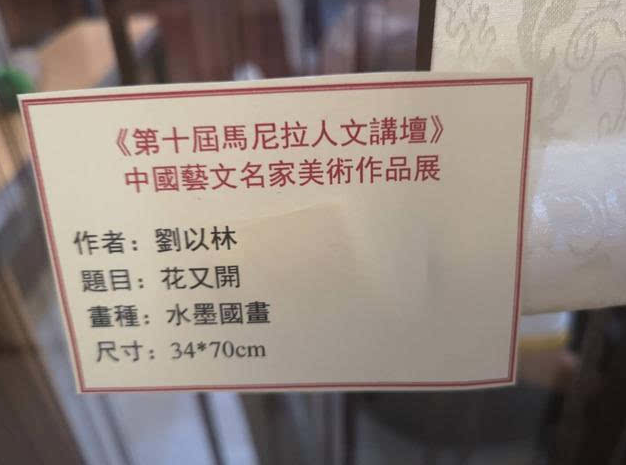 《第十屆馬尼拉人文講壇》
中國藝文名家美術作品展
作者：劉以林
題目：花又開
畫種：水墨國畫
尺寸：34*70cm